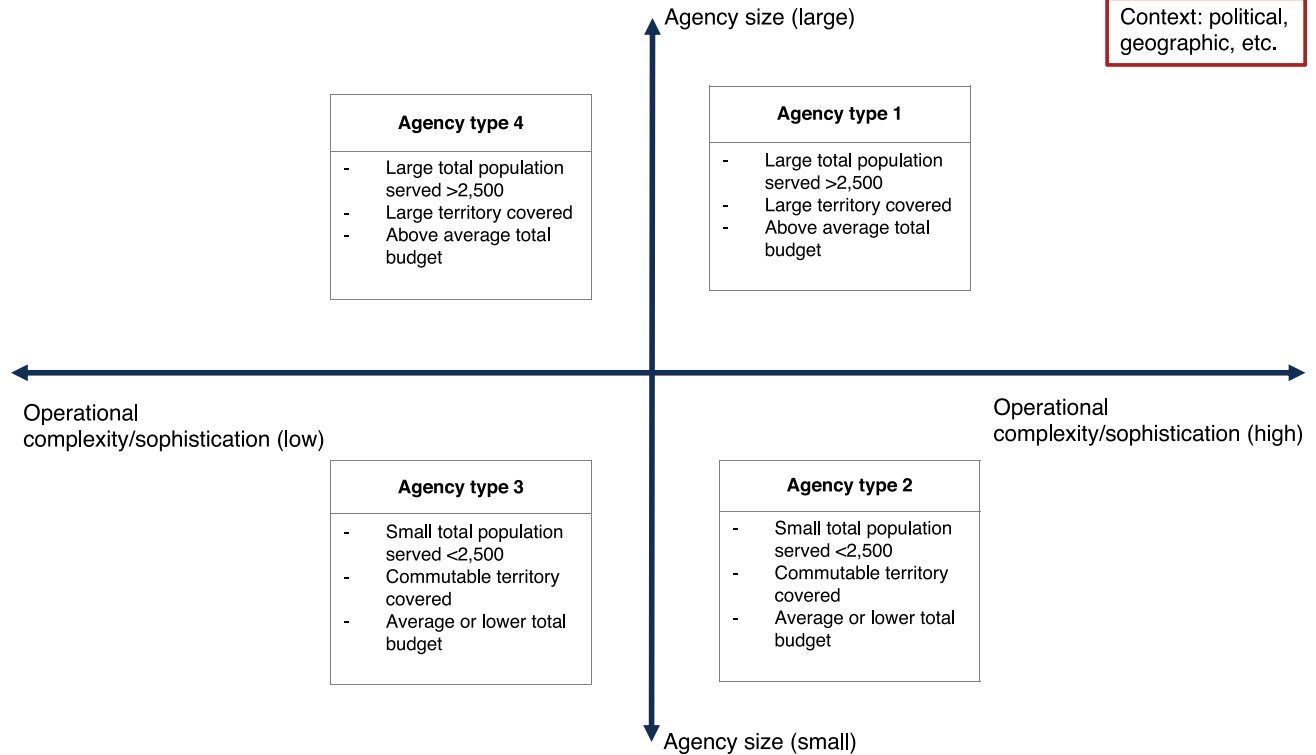 Agency size (large)
Context: political,
geographic, etc.
Agency type 4
- Large total population
served >2,500
- Large territory covered
- Above average total
budget
Agency type 1
- Large total population
served >2,500
- Large territory covered
- Above average total
budget
Operational
complexity/sophistication (low)
Operational
complexity/sophistication (high)
Agency type 3
- Small total population
served <2,500
- Commutable territory
covered
- Average or lower total
budget
Agency type 2
- Small total population
served <2,500
- Commutable territory
covered
- Average or lower total
budget
Agency size (small)